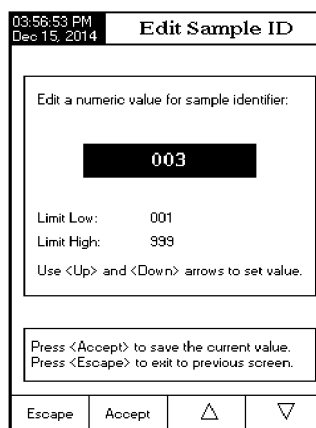 03:56:53 PM
Dec 15, 2014
Edit Sample ID
Edit a numeric value for sample identifier:
003
Limit Low: 001
Limit High: 999
Use <Up> and <Down> arrows to set value.
Press <Accept> to save the current value.
Press <Escape> to exit to previous screen.
Escape Accept △ ▽